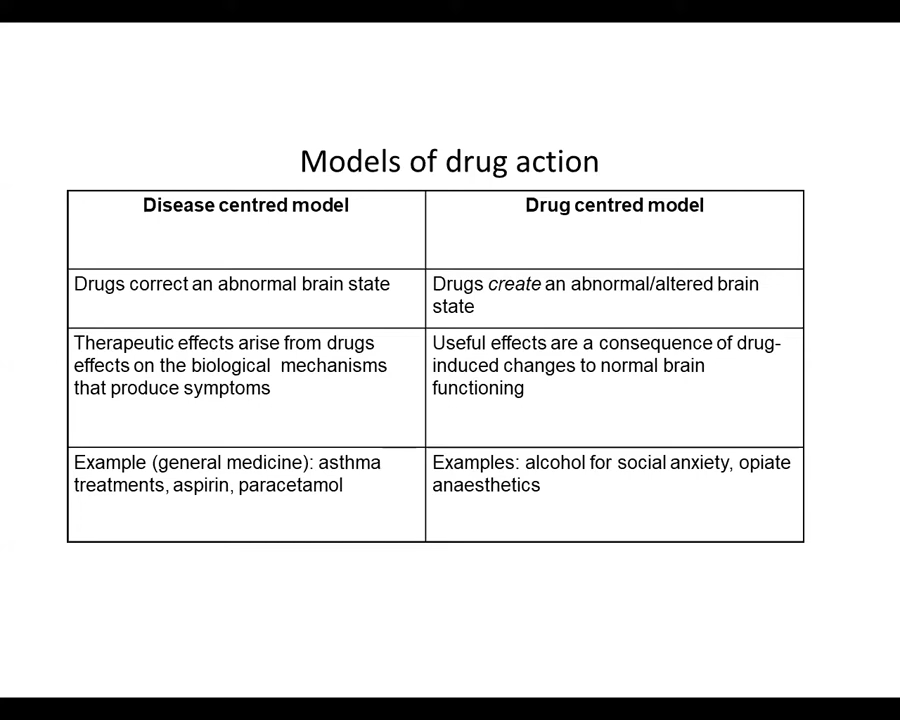 Models of drug action
Disease centred model
Drug centred model
Drugs correct an abnormal brain state
Drugs create an abnormal/altered brain
state
Therapeutic effects arise from drugs
effects on the biological  mechanisms
that produce symptoms
Useful effects are a consequence of drug-
induced changes to normal brain
functioning
Example (general medicine): asthma
treatments, aspirin, paracetamol
Examples: alcohol for social anxiety, opiate
anaesthetics